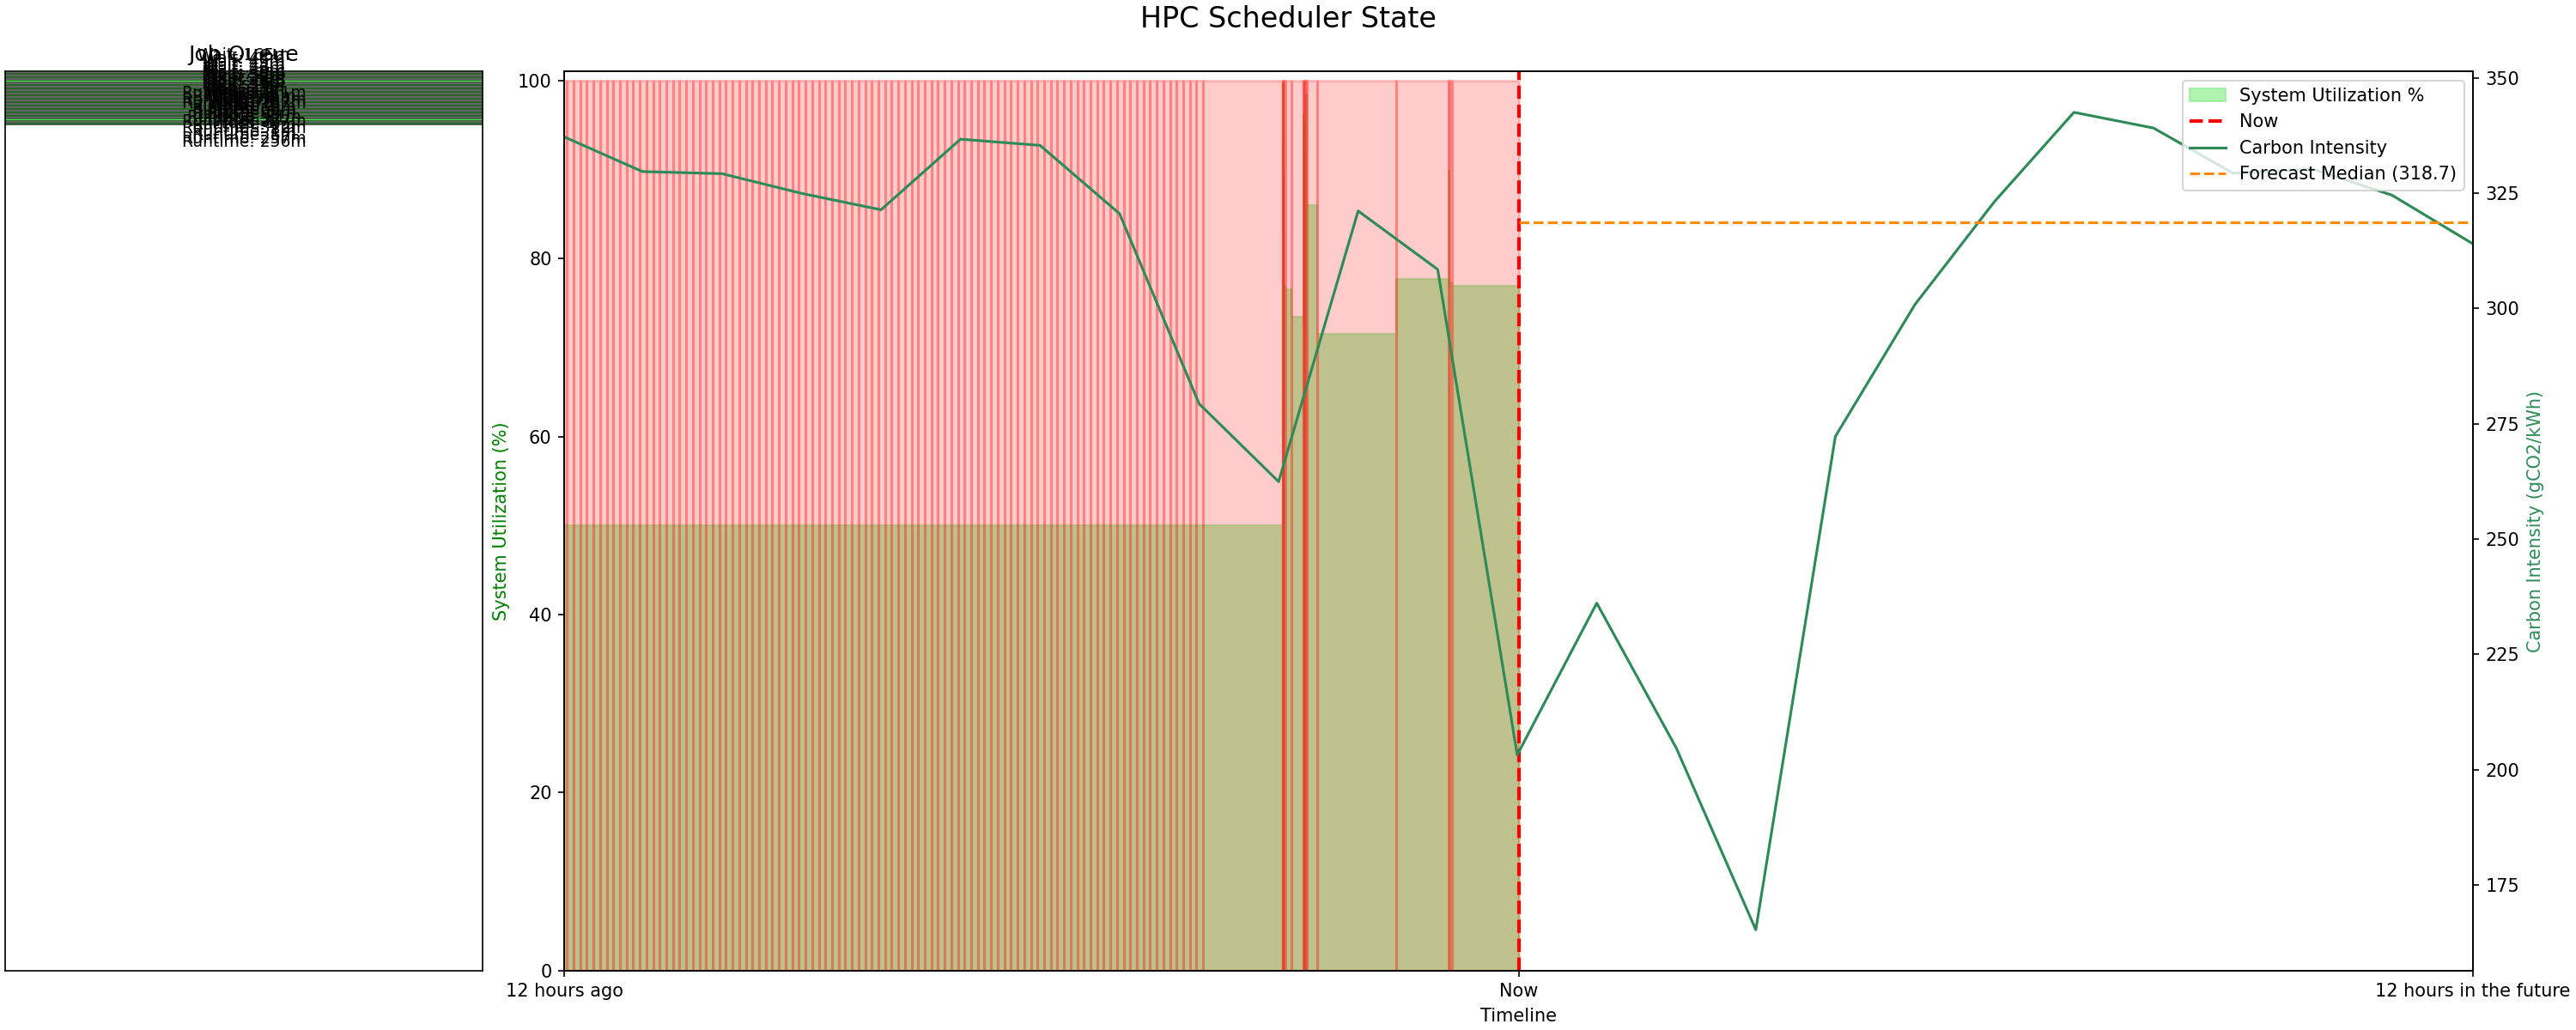 HPC Scheduler State
Job Queue
Runtime: 256m
System Utilization (%)
100
80
60
40
20
0
System Utilization %
Now
Carbon Intensity
Forecast Median (318.7)
350
325
300
275
250
225
200
175
Carbon Intensity (gCO2/kWh)
12 hours ago
Now
12 hours in the future
Timeline